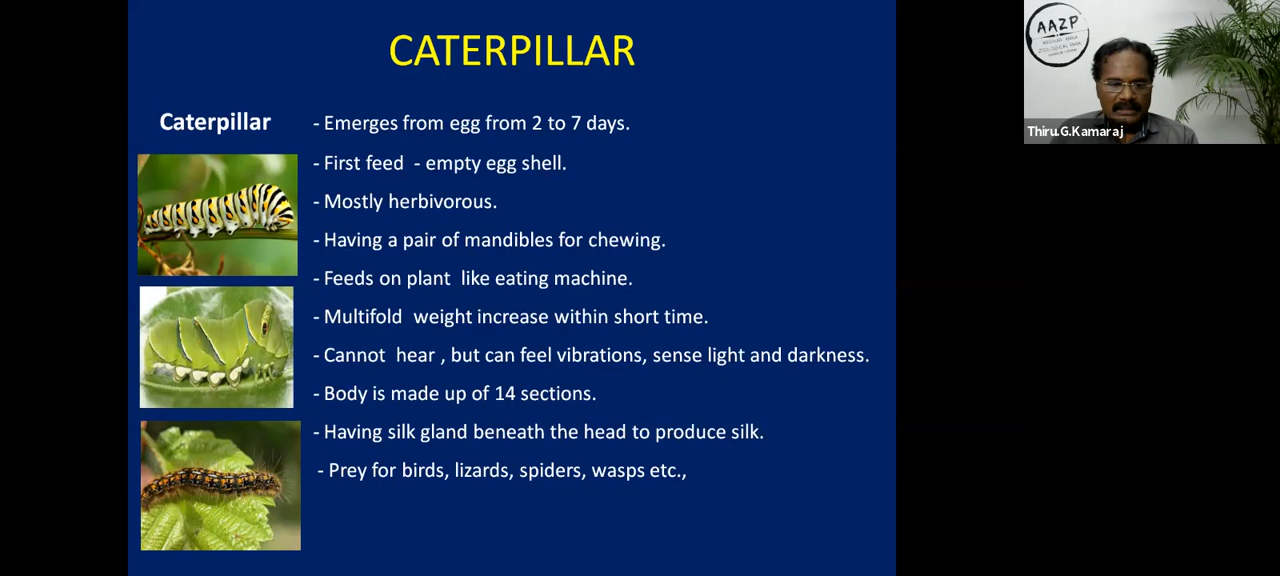 CATERPILLAR
Caterpillar
- Emerges from egg from 2 to 7 days.
- First feed - empty egg shell.
- Mostly herbivorous.
- Having a pair of mandibles for chewing.
- Feeds on plant like eating machine.
- Multifold weight increase within short time.
- Cannot hear , but can feel vibrations, sense light and darkness.
- Body is made up of 14 sections.
- Having silk gland beneath the head to produce silk.
- Prey for birds, lizards, spiders, wasps etc.,
AAZP
ZOOLOGICAL PARK
Thiru.G.Kamaraj